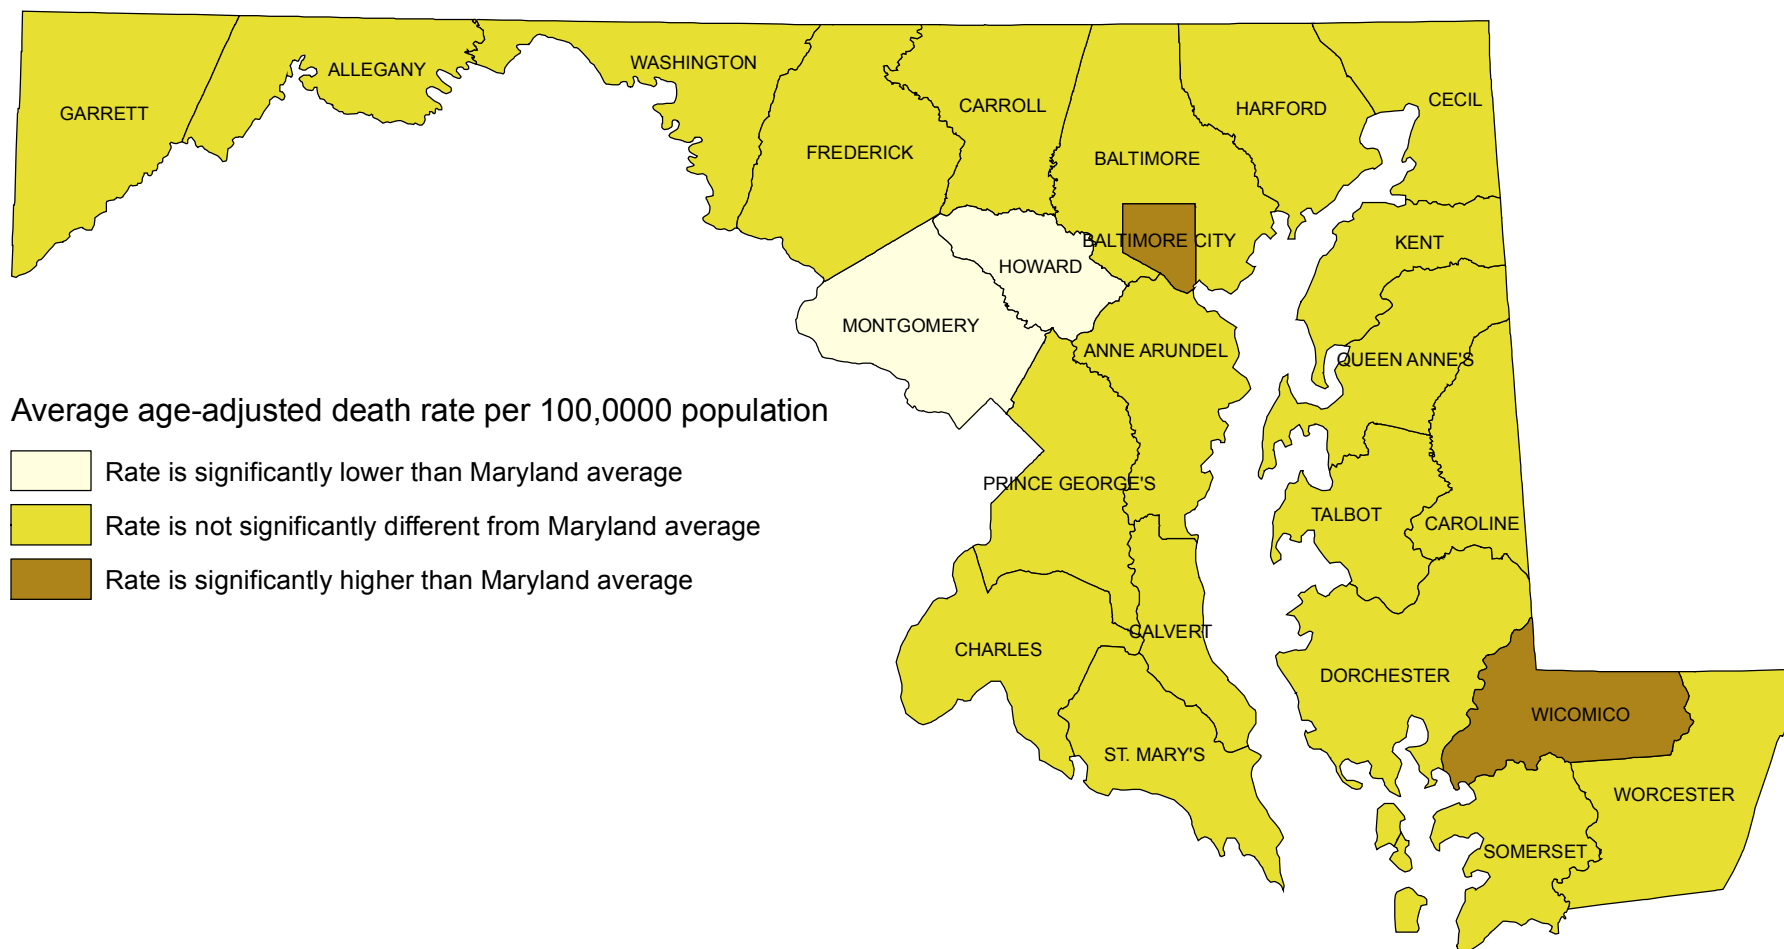 ALLEGANY
WASHINGTON
GARRETT
FREDERICK
CARROLL
BALTIMORE
HARFORD
CECIL
BALTIMORE CITY
KENT
HOWARD
MONTGOMERY
ANNE ARUNDEL
QUEEN ANNE'S
Average age-adjusted death rate per 100,0000 population
Rate is significantly lower than Maryland average
Rate is not significantly different from Maryland average
Rate is significantly higher than Maryland average
PRINCE GEORGE'S
TALBOT
CAROLINE
CALVERT
CHARLES
DORCHESTER
WICOMICO
ST. MARY'S
WORCESTER
SOMERSET